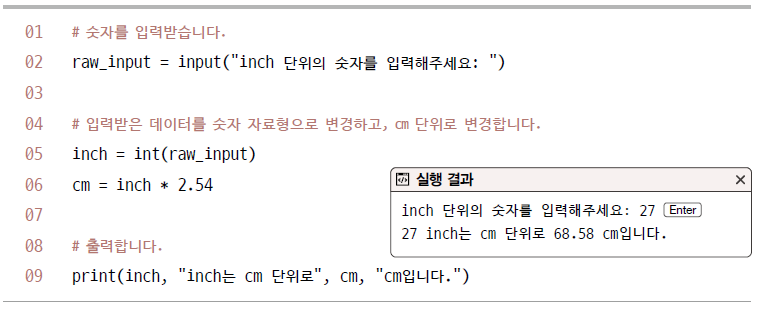 01 # 숫자를 입력받습니다.
02 raw_input = input("inch 단위의 숫자를 입력해주세요: ")
03
04 # 입력받은 데이터를 숫자 자료형으로 변경하고, cm 단위로 변경합니다.
05 inch = int(raw_input)
06 cm = inch * 2.54
07
08 # 출력합니다.
09 print(inch, "inch는 cm 단위로", cm, "cm입니다.")
실행 결과
inch 단위의 숫자를 입력해주세요: 27 Enter
27 inch는 cm 단위로 68.58 cm입니다.